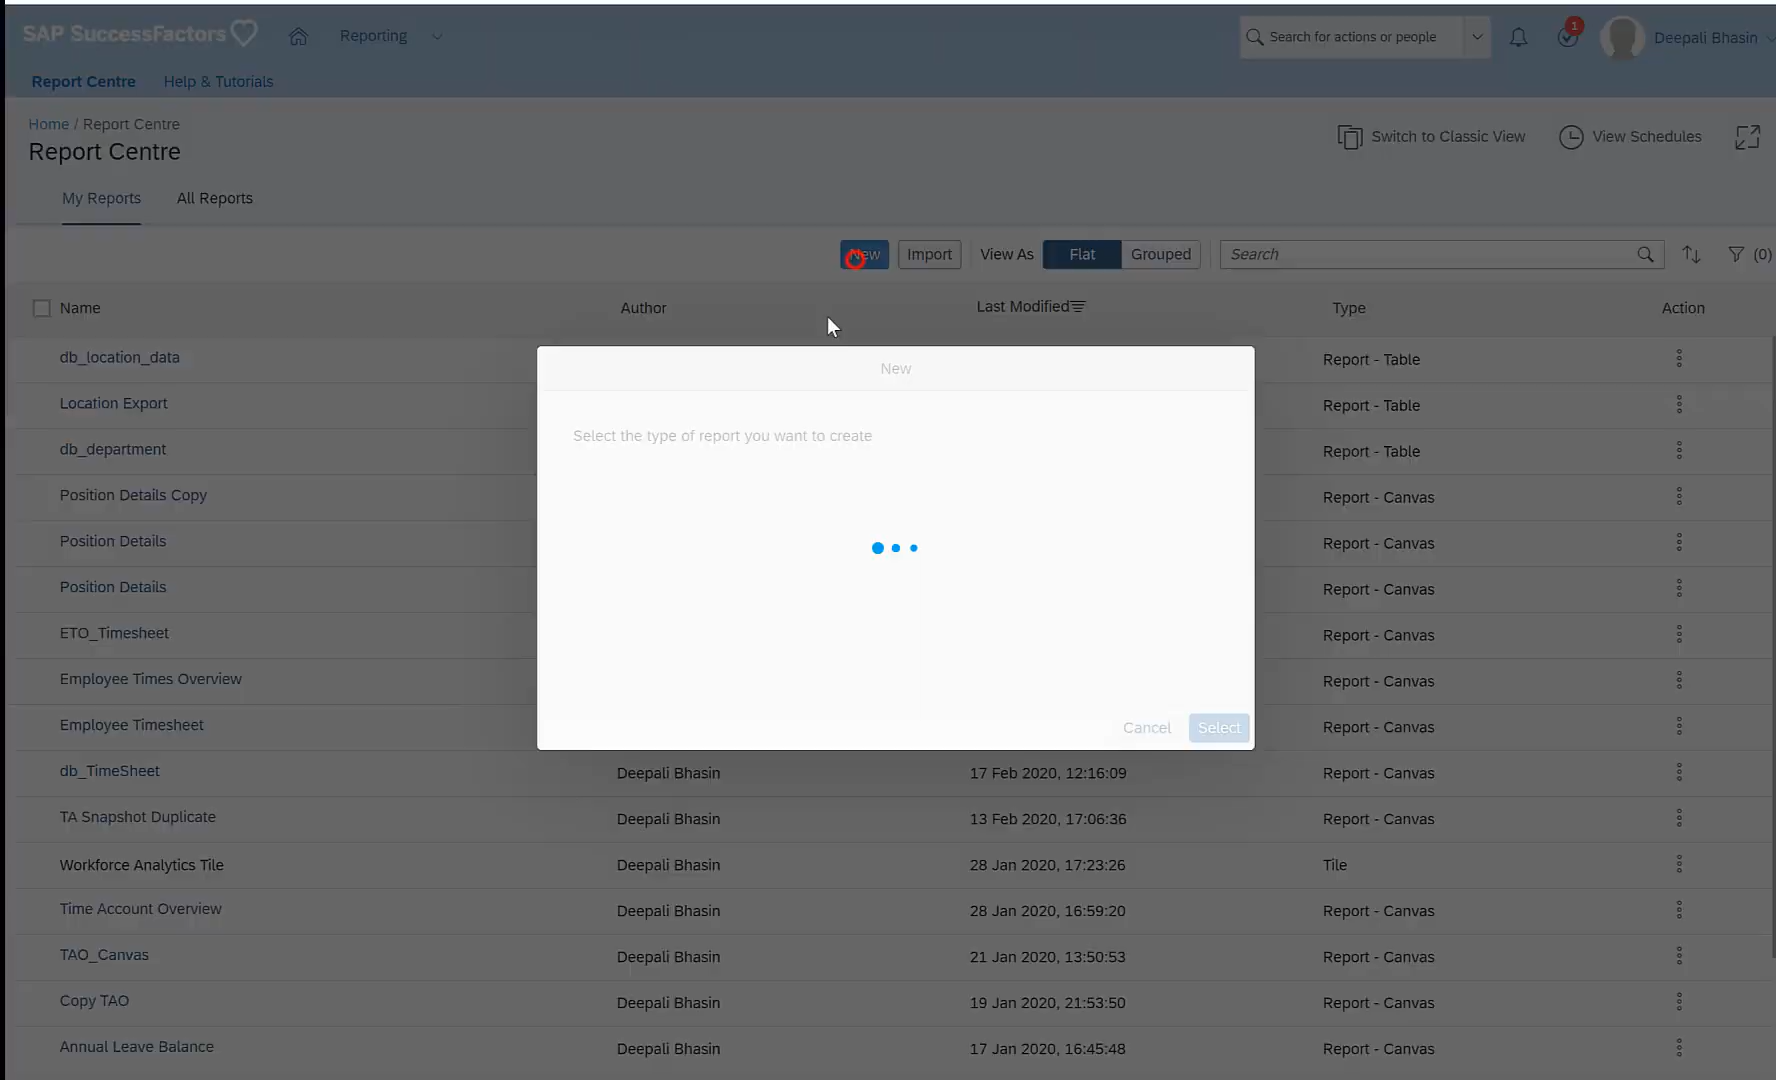 SAP SuccessFactors
Reporting
Search for actions or people
1
Deepali Bhasin
Report Centre Help & Tutorials
Home / Report Centre
Report Centre
Switch to Classic View
View Schedules
My Reports All Reports
New Import View As Flat Grouped Search (0)
Name Author Last Modified Type Action
db_location_data Report - Table
Location Export Report - Table
db_department Report - Table
Position Details Copy Report - Canvas
Position Details Report - Canvas
Position Details Report - Canvas
ETO_Timesheet Report - Canvas
Employee Times Overview Report - Canvas
Employee Timesheet Report - Canvas
New
Select the type of report you want to create
Cancel Select
db_TimeSheet Deepali Bhasin 17 Feb 2020, 12:16:09 Report - Canvas
TA Snapshot Duplicate Deepali Bhasin 13 Feb 2020, 17:06:36 Report - Canvas
Workforce Analytics Tile Deepali Bhasin 28 Jan 2020, 17:23:26 Tile
Time Account Overview Deepali Bhasin 28 Jan 2020, 16:59:20 Report - Canvas
TAO_Canvas Deepali Bhasin 21 Jan 2020, 13:50:53 Report - Canvas
Copy TAO Deepali Bhasin 19 Jan 2020, 21:53:50 Report - Canvas
Annual Leave Balance Deepali Bhasin 17 Jan 2020, 16:45:48 Report - Canvas